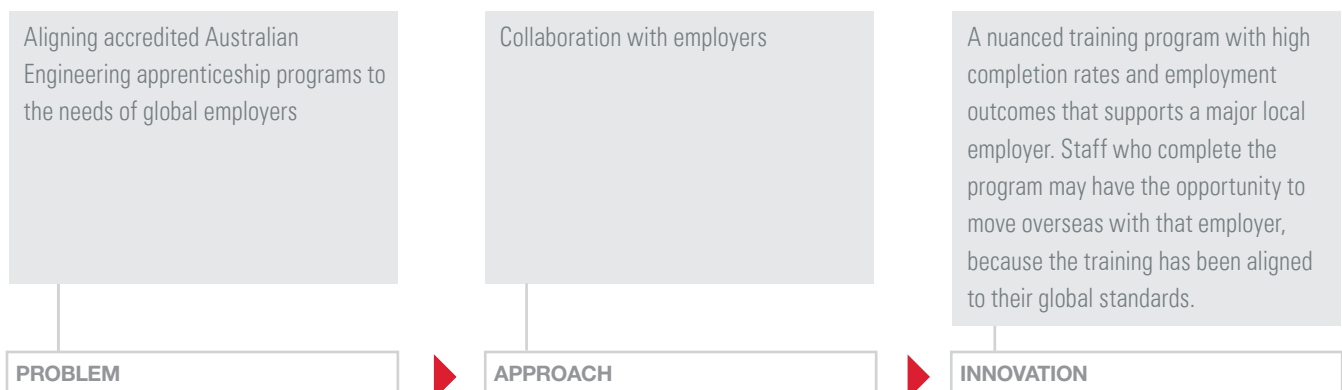 Aligning accredited Australian
Engineering apprenticeship programs to
the needs of global employers
PROBLEM
Collaboration with employers
APPROACH
A nuanced training program with high
completion rates and employment
outcomes that supports a major local
employer. Staff who complete the
program may have the opportunity to
move overseas with that employer,
because the training has been aligned
to their global standards.
INNOVATION